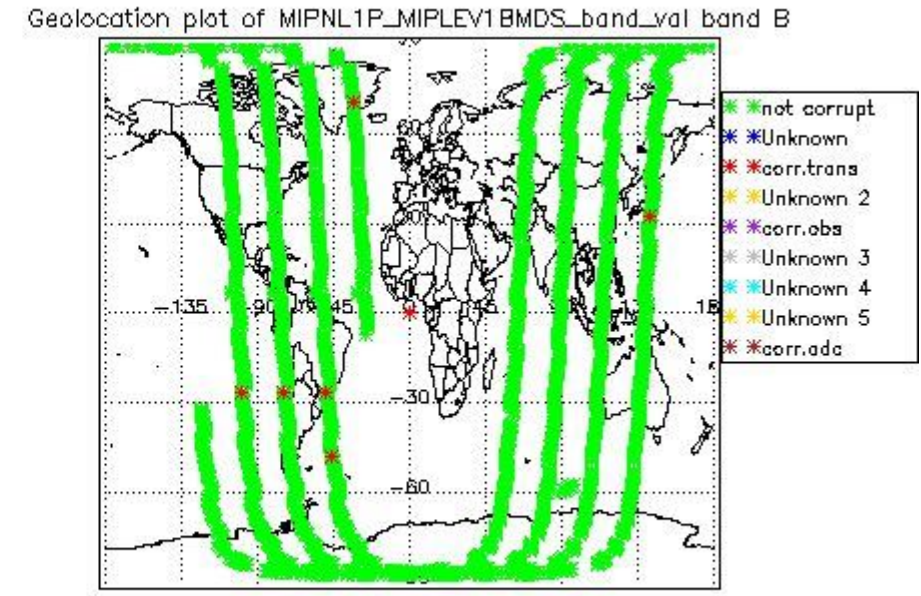 Geolocation plot of MIPNL1P_MIPLEV1BMDS_band_val band B
60
-135 -90 -45
-30
-60
not corrupt
Unknown
corr.trans
Unknown 2
corr.obs
Unknown 3
Unknown 4
Unknown 5
corr.adc